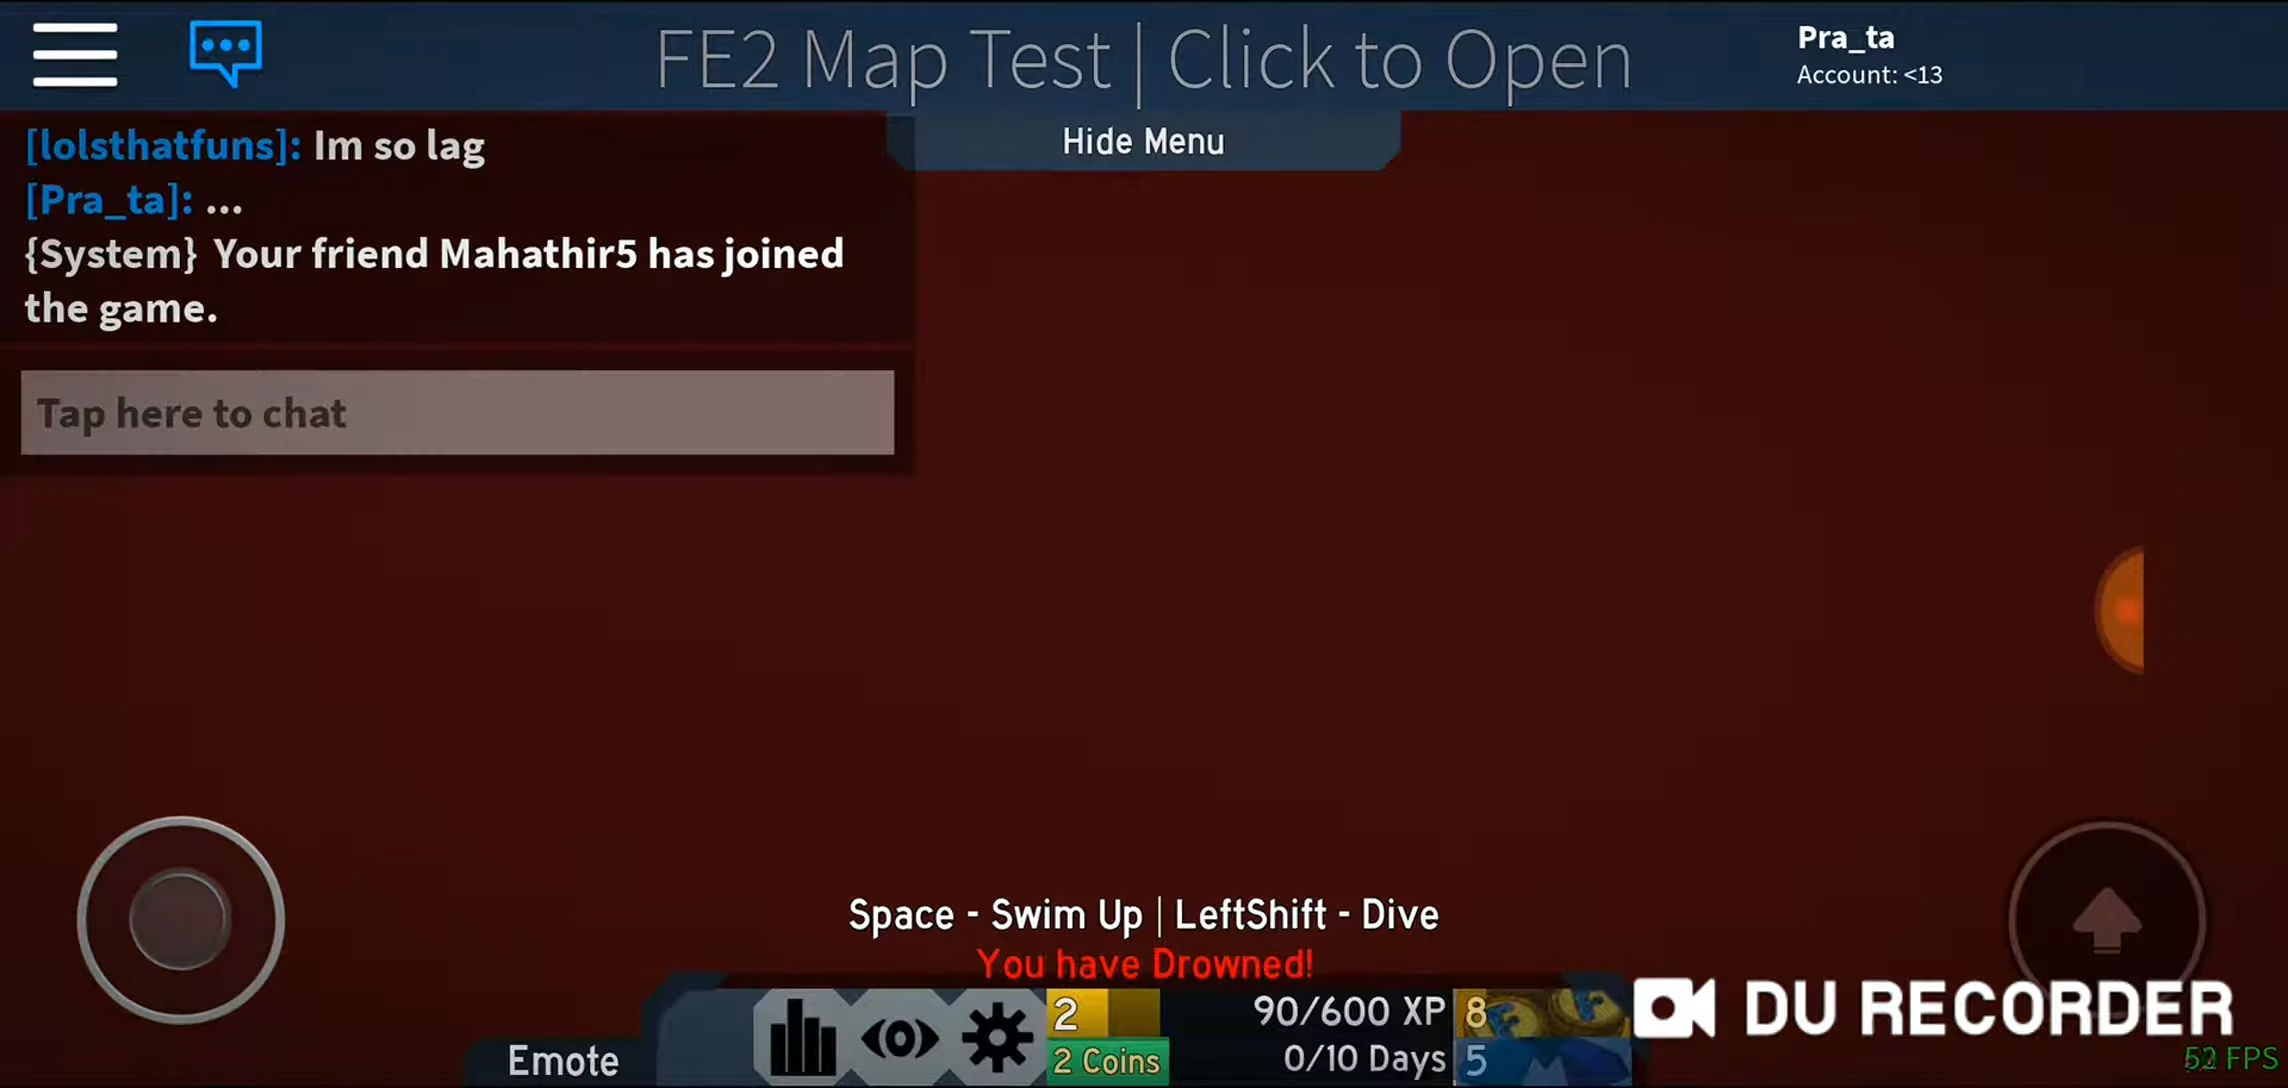 FE2 Map Test | Click to Open
Pra_ta
Account: <13
Hide Menu
[lolsthatfuns]: Im so lag
[Pra_ta]: ...
{System} Your friend Mahathir5 has joined
the game.
Tap here to chat
Space - Swim Up | LeftShift - Dive
You have Drowned!
Emote
2
2 Coins
90/600 XP
0/10 Days
8
5
DU RECORDER
FPS